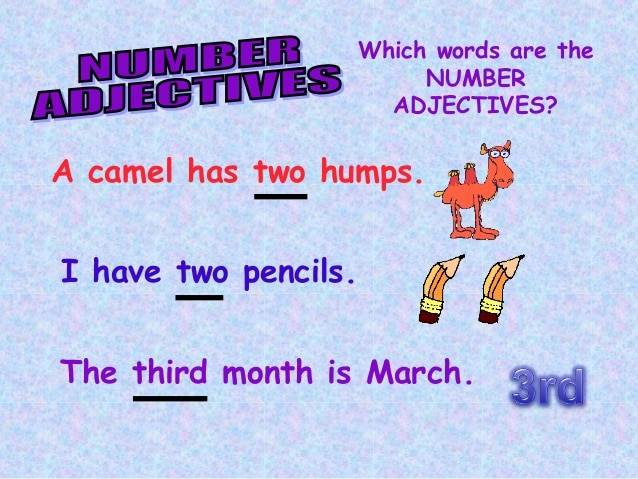 NUMBER
ADJECTIVES
Which words are the
NUMBER
ADJECTIVES?
A camel has two humps.
I have two pencils.
The third month is March.
3rd